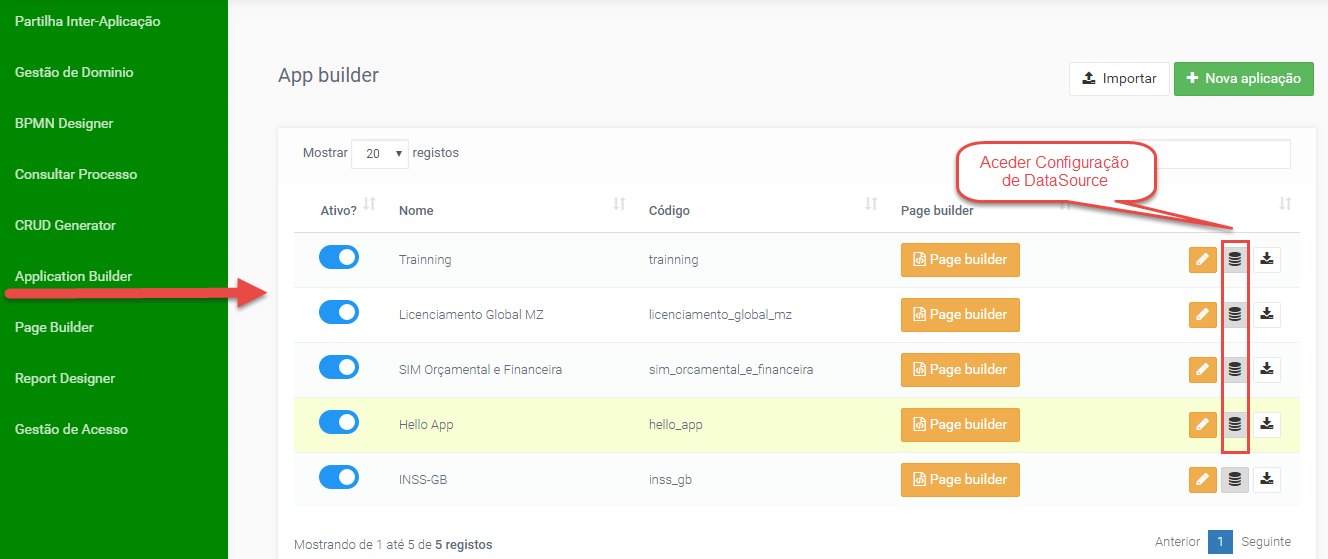 Partilha Inter-Aplicação
Gestão de Dominio
BPMN Designer
Consultar Processo
CRUD Generator
Application Builder
Page Builder
Report Designer
Gestão de Acesso
App builder
Importar
Nova aplicação
Mostrar 20 registos
Aceder Configuração
de DataSource
Ativo? Nome Código Page builder
Trainning trainning Page builder
Licenciamento Global MZ licenciamento_global_mz Page builder
SIM Orçamental e Financeira sim_orcamental_e_financeira Page builder
Hello App hello_app Page builder
INSS-GB inss_gb Page builder
Mostrando de 1 até 5 de 5 registos
Anterior 1 Seguinte